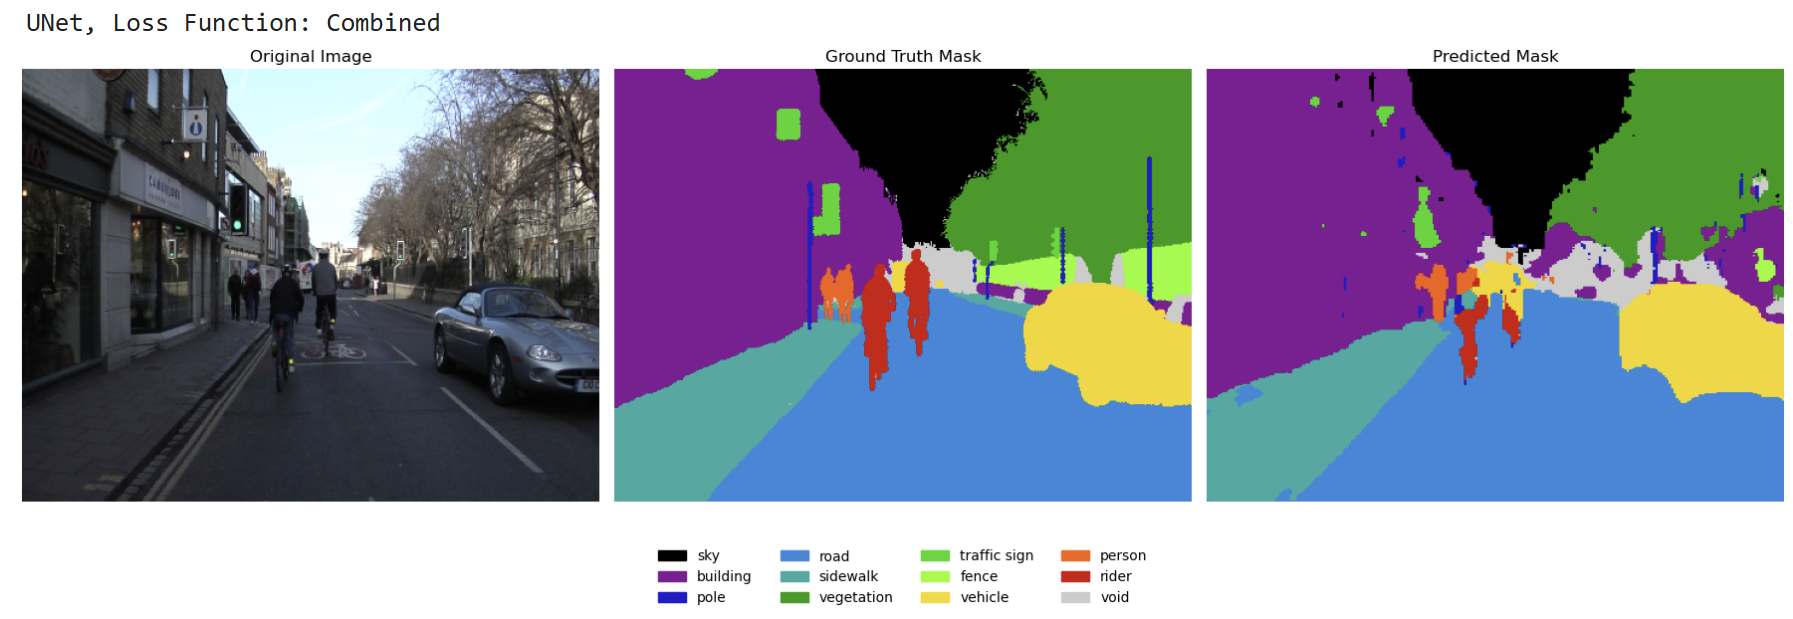 UNet, Loss Function: Combined
Original Image
Ground Truth Mask
Predicted Mask
CAMBRIDGE
sky
road
traffic sign
person
building
sidewalk
fence
rider
pole
vegetation
vehicle
void